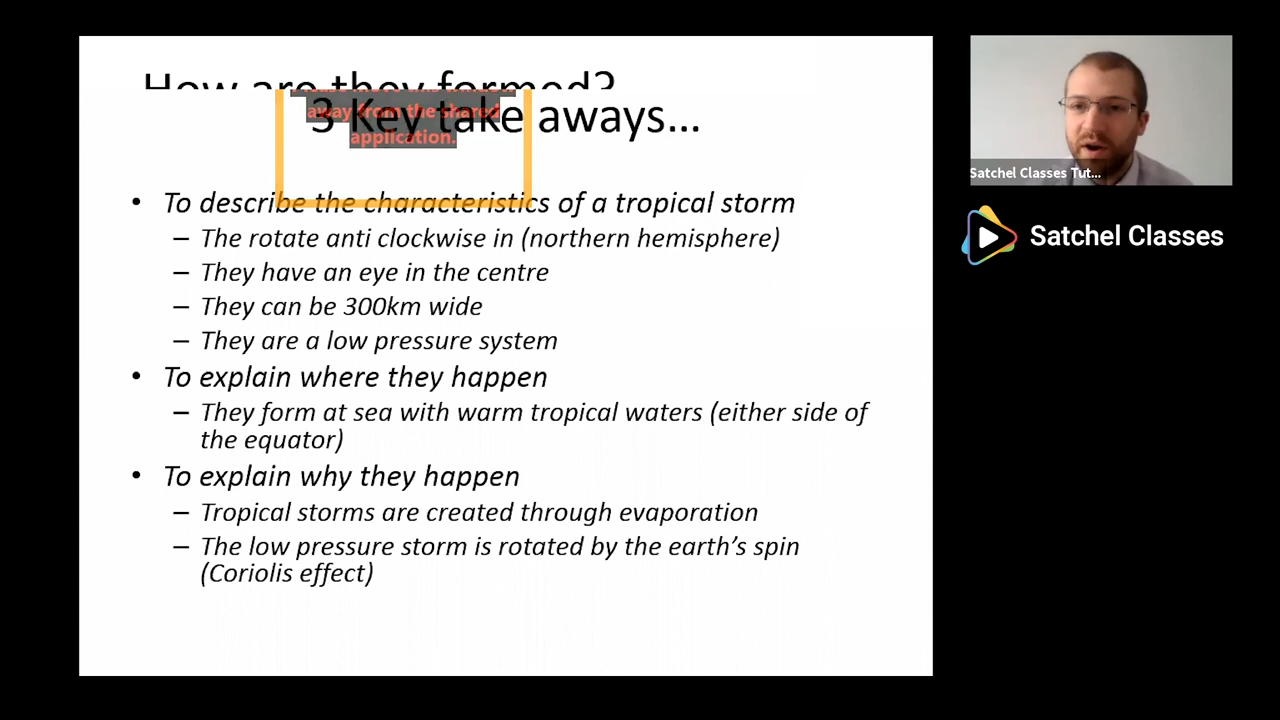 How are they formed?
away from the shared
application.
3 Key take aways...
• To describe the characteristics of a tropical storm
– The rotate anti clockwise in (northern hemisphere)
– They have an eye in the centre
– They can be 300km wide
– They are a low pressure system
• To explain where they happen
– They form at sea with warm tropical waters (either side of
the equator)
• To explain why they happen
– Tropical storms are created through evaporation
– The low pressure storm is rotated by the earth’s spin
(Coriolis effect)
Satchel Classes Tut...
Satchel Classes